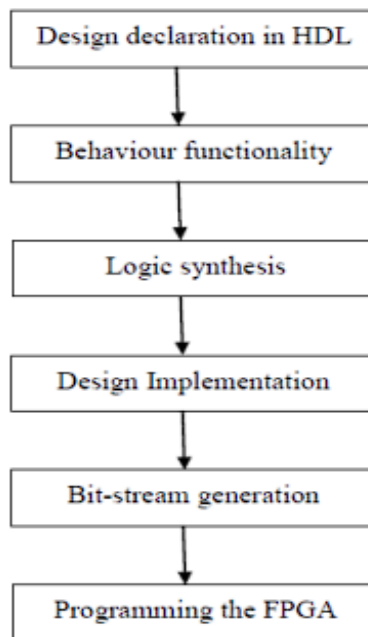 Design declaration in HDL
Behaviour functionality
Logic synthesis
Design Implementation
Bit-stream generation
Programming the FPGA